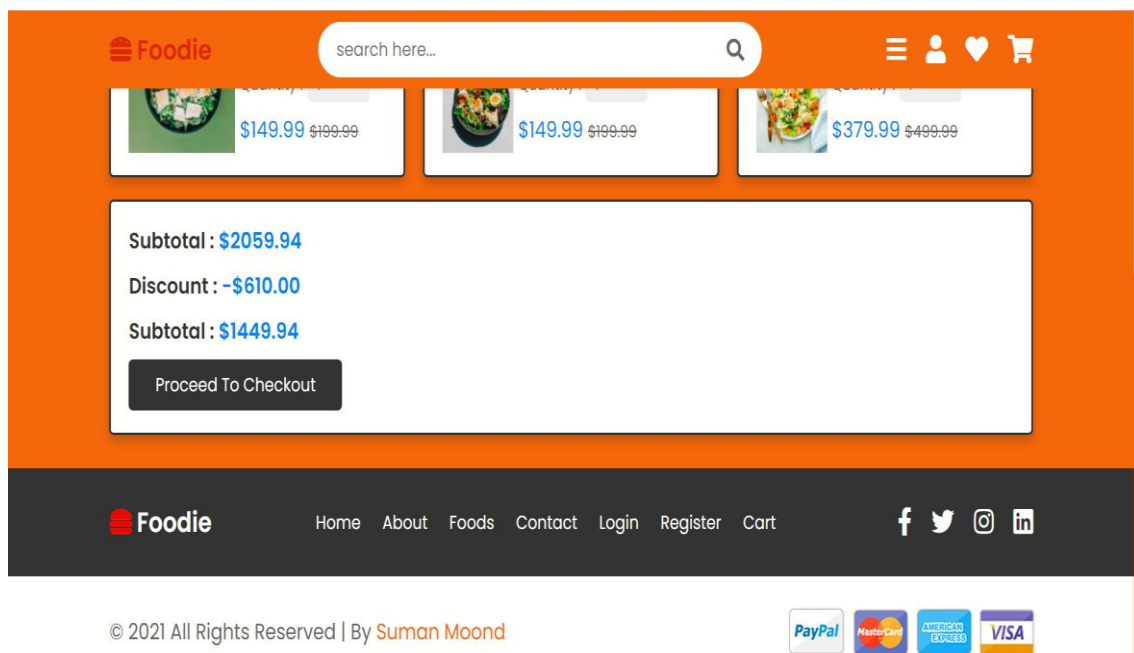 Foodie
search here...
$149.99 $199.99
$149.99 $199.99
$379.99 $499.99
Subtotal : $2059.94
Discount : -$610.00
Subtotal : $1449.94
Proceed To Checkout
Foodie
Home About Foods Contact Login Register Cart
© 2021 All Rights Reserved | By Suman Moond
PayPal MasterCard AMERICAN EXPRESS VISA